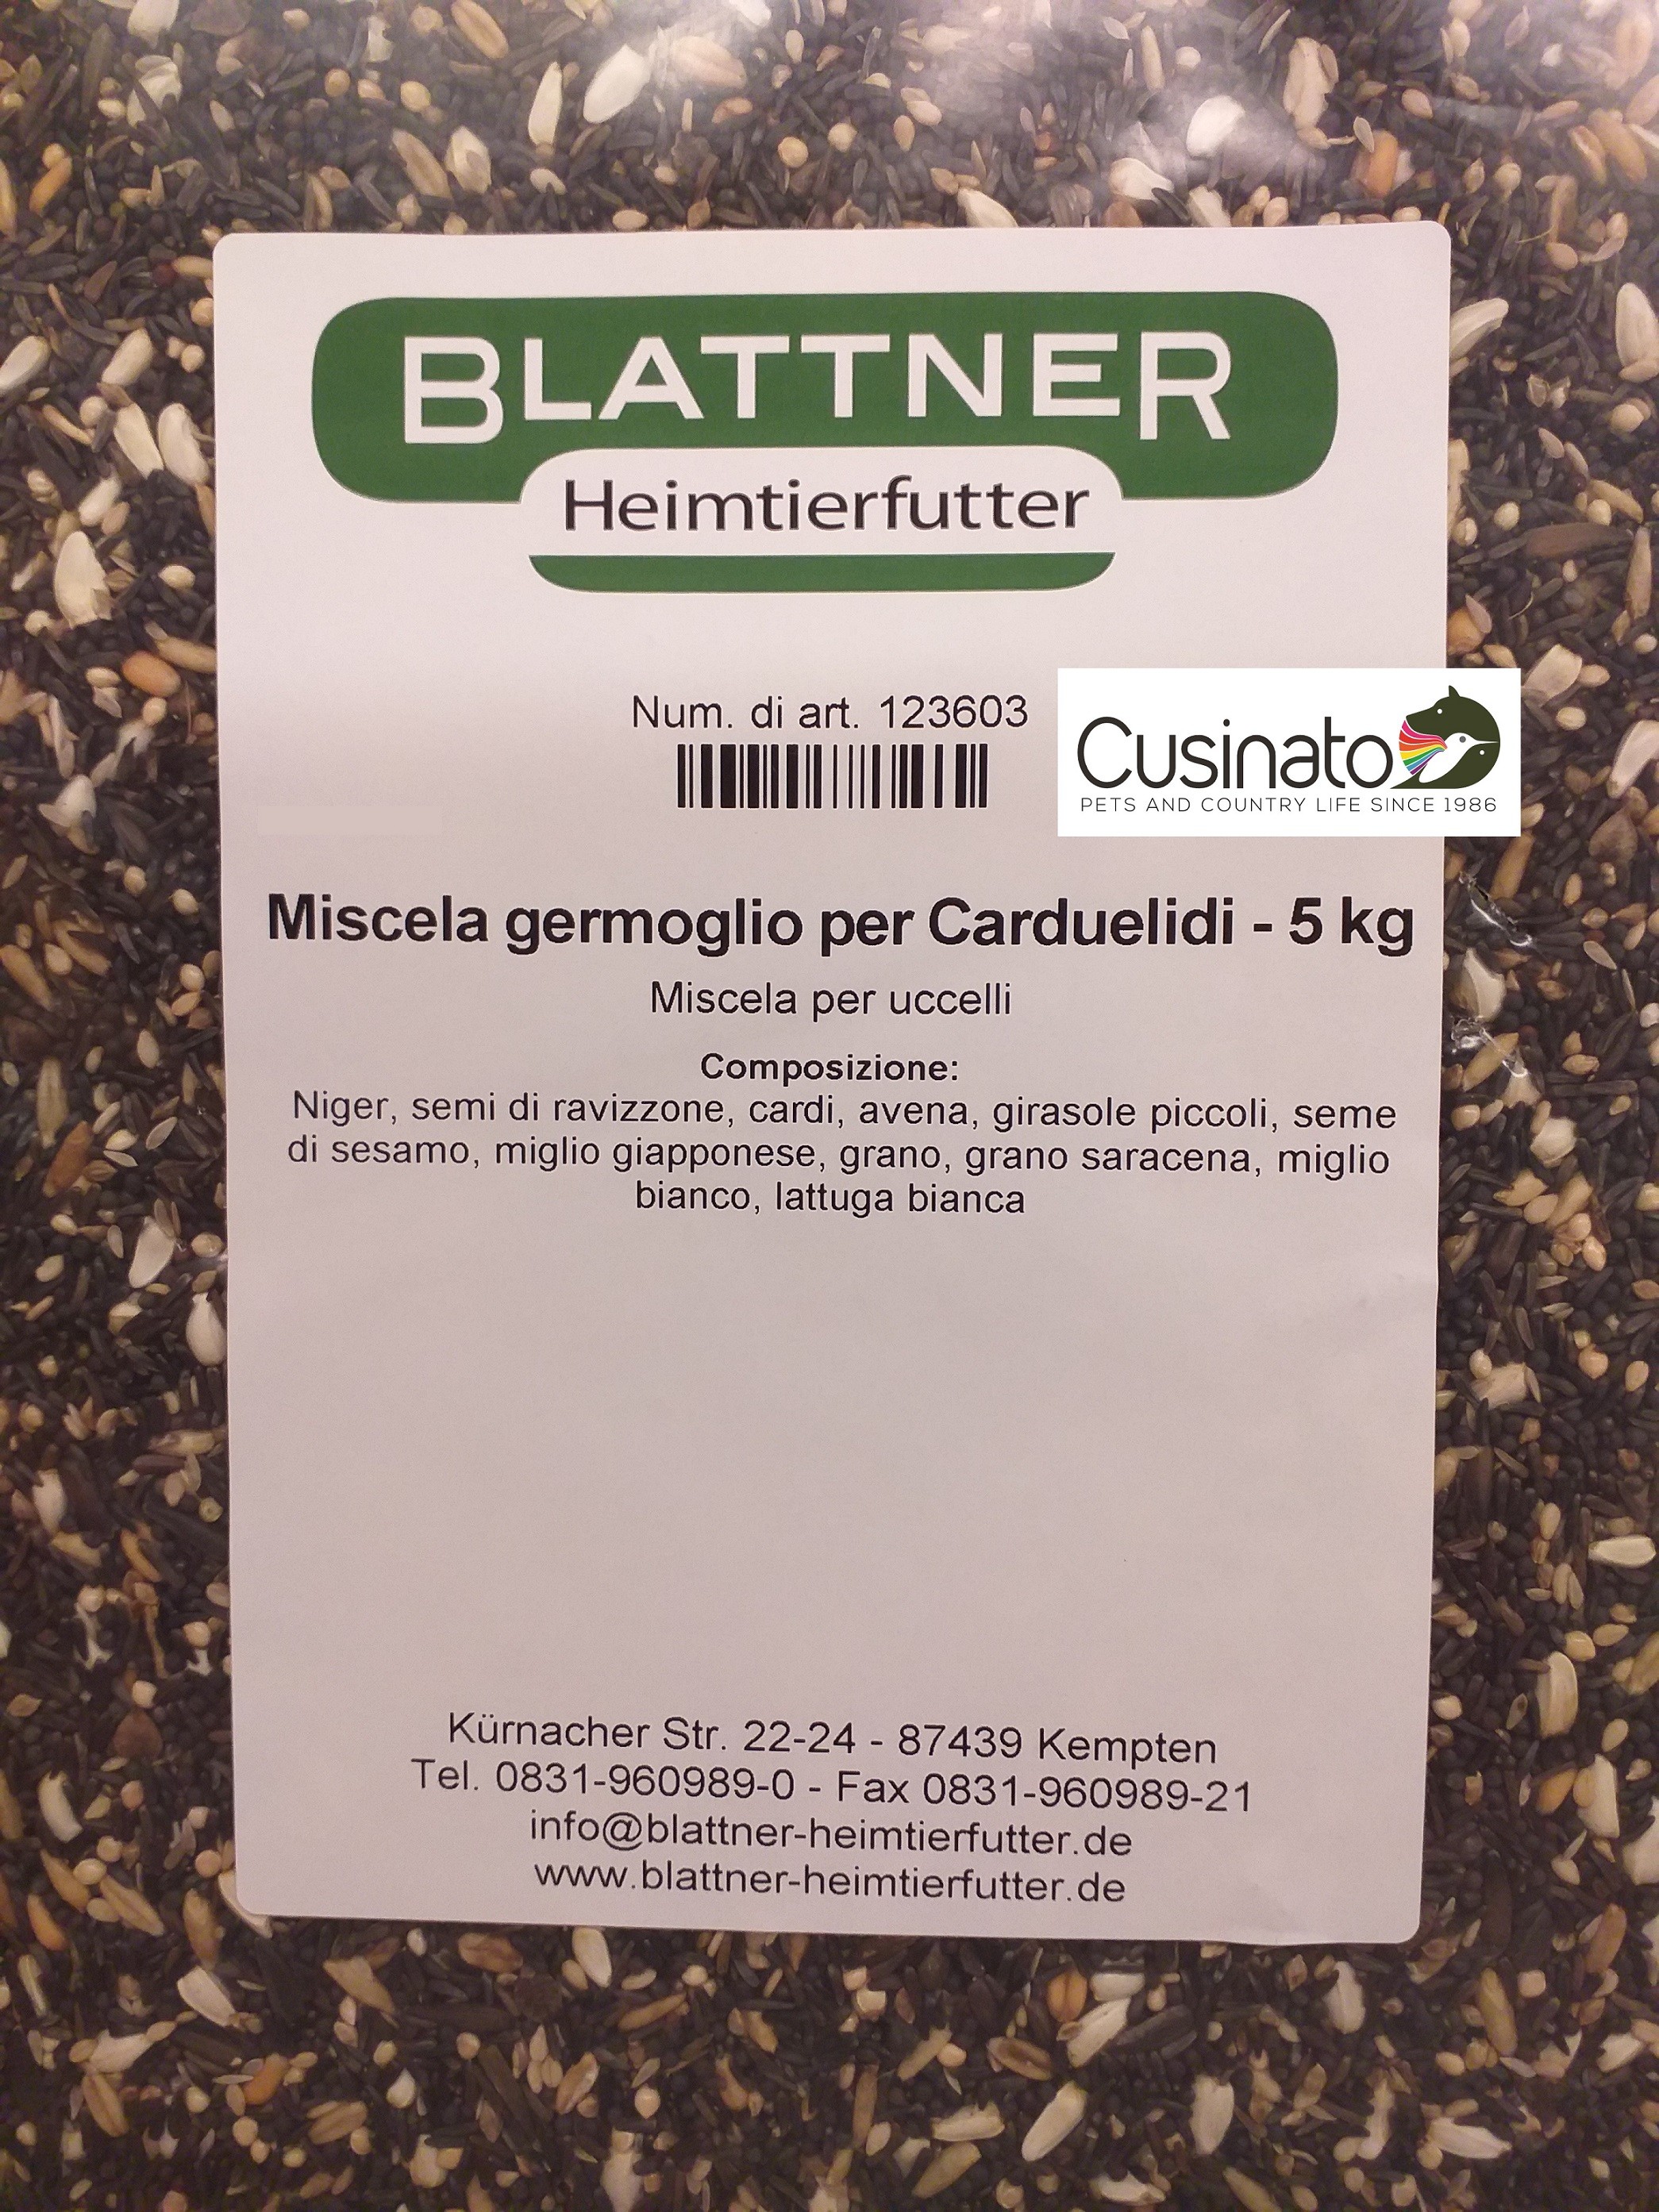 BLATTNER
Heimtierfutter
Num. di art. 123603
Cusinato
PETS AND COUNTRY LIFE SINCE 1986
Miscela germoglio per Carduelidi - 5 kg
Miscela per uccelli
Composizione:
Niger, semi di ravizzone, cardi, avena, girasole piccoli, seme
di sesamo, miglio giapponese, grano, grano saracena, miglio
bianco, lattuga bianca
Kürnacher Str. 22-24 - 87439 Kempten
Tel. 0831-960989-0 - Fax 0831-960989-21
info@blattner-heimtierfutter.de
www.blattner-heimtierfutter.de